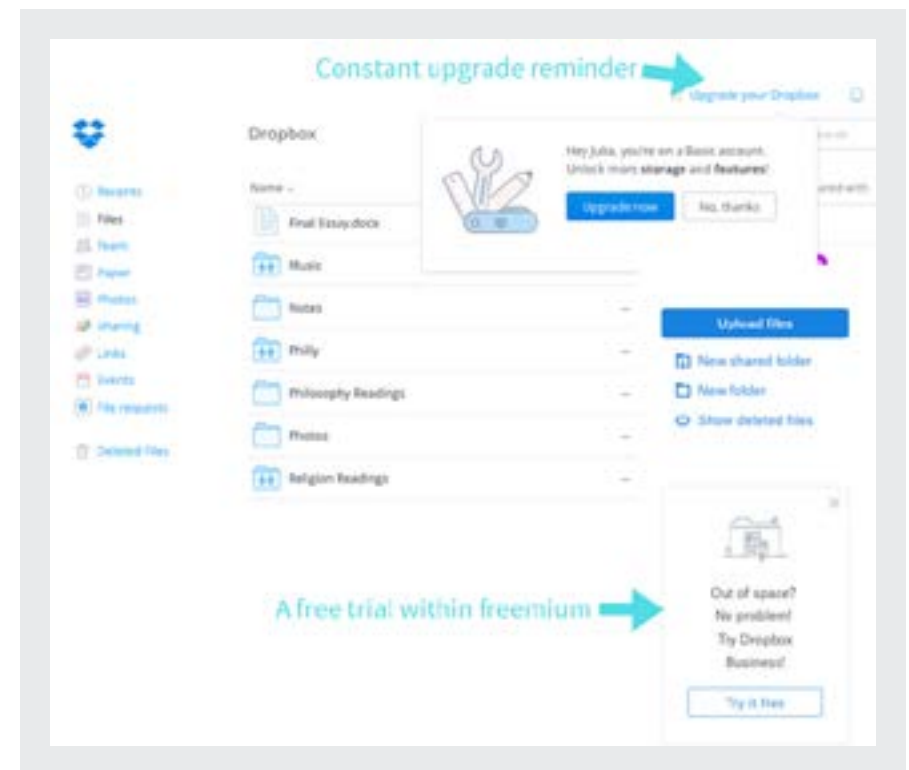 Constant upgrade reminder
Upgrade your Dropbox
Dropbox
Hey Julia, you're on a Basic account.
Unlock more storage and features!
Upgrade now
No, thanks
Name
Recents
Files
Team
Paper
Photos
Sharing
Links
Events
File requests
Deleted Files
Final Essay.docx
Music
Notes
Philly
Philosophy Readings
Photos
Religion Readings
Upload files
New shared folder
New folder
Show deleted files
A free trial within freemium
Out of space?
No problem!
Try Dropbox
Business!
Try it free